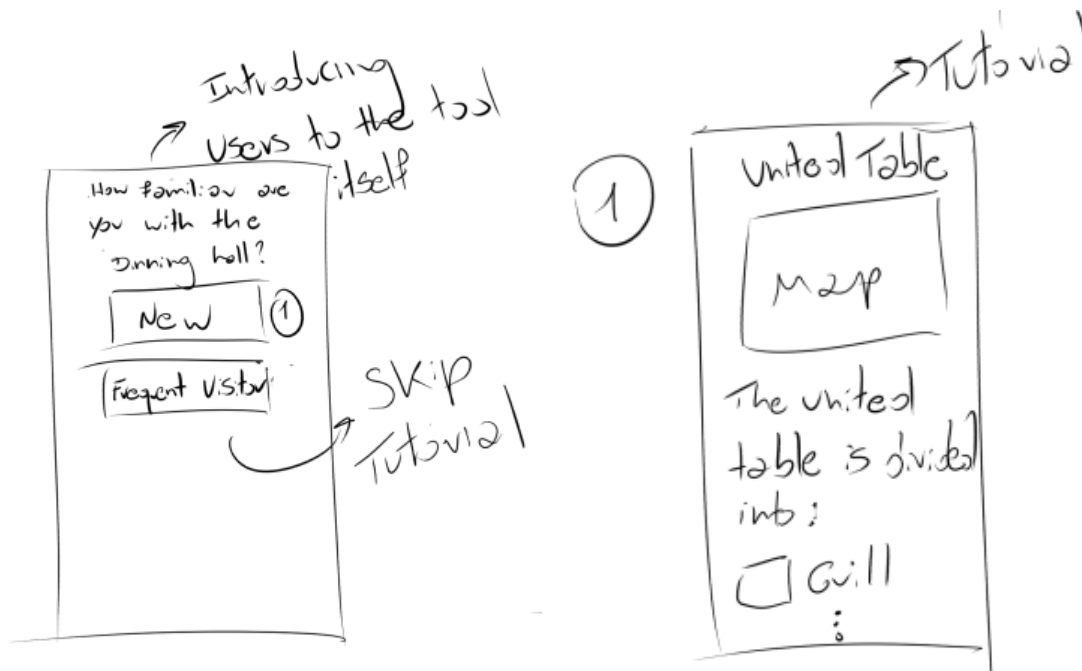 Introducing
users to the tool
itself
How familiar are
you with the
Dinning hall?
New
1
Frequent Visitor
Skip
Tutorial
Tutorial
1
United Table
Map
The united
table is divided
into:
Grill